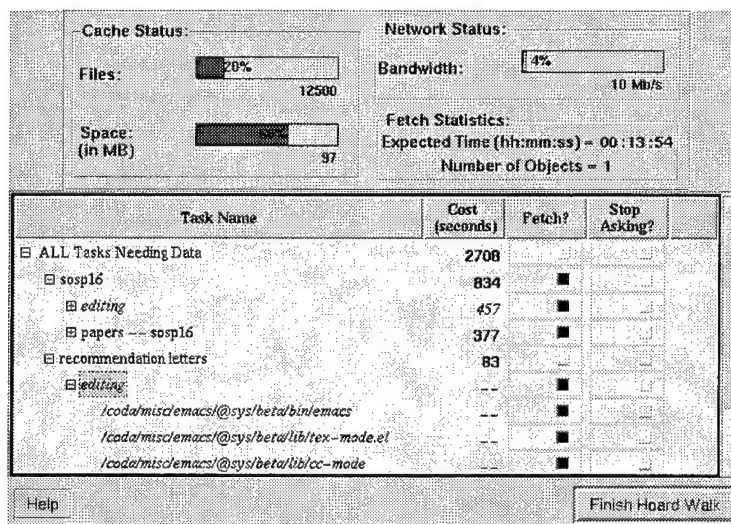 Cache Status:
Files:
20%
12500
Space:
(in MB)
97
Network Status:
Bandwidth:
4%
10 Mb/s
Fetch Statistics:
Expected Time (hh:mm:ss) = 00:13:54
Number of Objects = 1
Task Name Cost (seconds) Fetch? Stop Asking?
ALL Tasks Needing Data 2708
sosp16 834
editing 457
papers -- sosp16 377
recommendation letters 83
editing --
/coda/misc/emacs/@sys/beta/bin/emacs --
/coda/misc/emacs/@sys/beta/lib/tex-mode.el --
/coda/misc/emacs/@sys/beta/lib/cc-mode --
Help Finish Hoard Walk